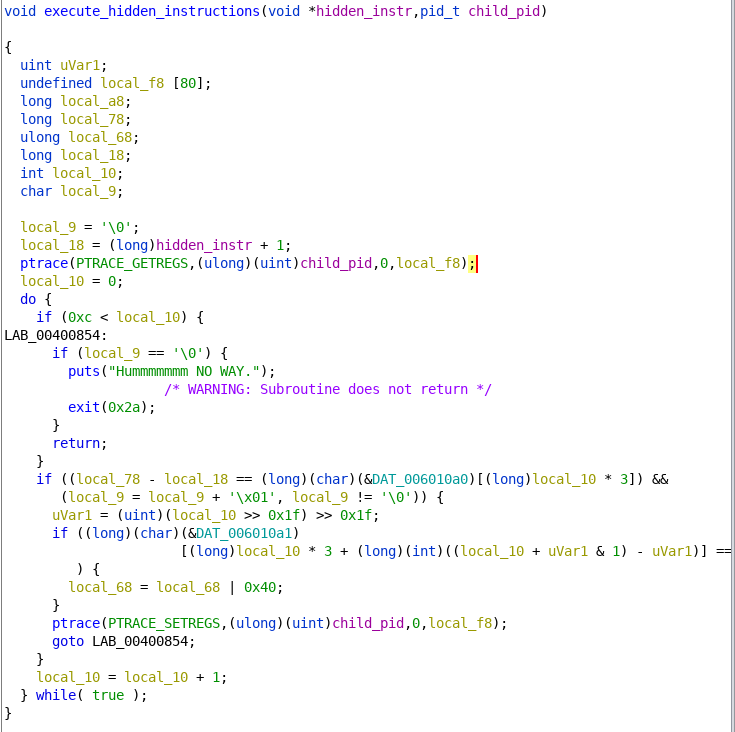 void execute_hidden_instructions(void *hidden_instr,pid_t child_pid)
{
uint uVar1;
undefined local_f8 [80];
long local_a8;
long local_78;
ulong local_68;
long local_18;
int local_10;
char local_9;
local_9 = '\0';
local_18 = (long)hidden_instr + 1;
ptrace(PTRACE_GETREGS,(ulong)(uint)child_pid,0,local_f8);
local_10 = 0;
do {
if (0xc < local_10) {
LAB_00400854:
if (local_9 == '\0') {
puts("Hummmmmmm NO WAY.");
/* WARNING: Subroutine does not return */
exit(0x2a);
}
return;
}
if ((local_78 - local_18 == (long)(char)(&DAT_006010a0)[(long)local_10 * 3]) &&
(local_9 = local_9 + '\x01', local_9 != '\0')) {
uVar1 = (uint)(local_10 >> 0x1f) >> 0x1f;
if ((long)(char)(&DAT_006010a1)
[(long)local_10 * 3 + (long)(int)((local_10 + uVar1 & 1) - uVar1)] ==
) {
local_68 = local_68 | 0x40;
}
ptrace(PTRACE_SETREGS,(ulong)(uint)child_pid,0,local_f8);
goto LAB_00400854;
}
local_10 = local_10 + 1;
} while( true );
}